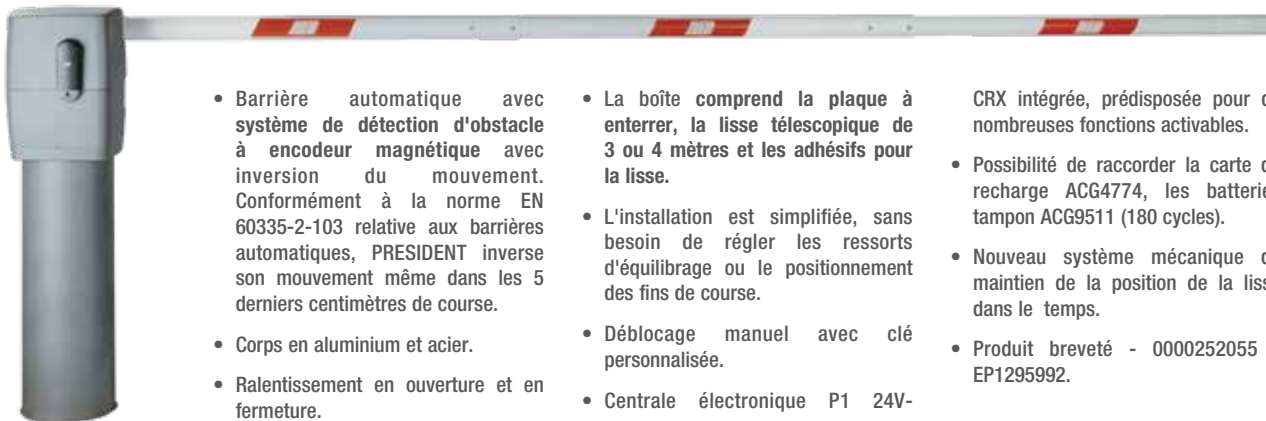 • Barrière automatique avec
système de détection d'obstacle
à encodeur magnétique avec
inversion du mouvement.
Conformément à la norme EN
60335-2-103 relative aux barrières
automatiques, PRESIDENT inverse
son mouvement même dans les 5
derniers centimètres de course.
• Corps en aluminium et acier.
• Ralentissement en ouverture et en
fermeture.
• La boîte comprend la plaque à
enterrer, la lisse télescopique de
3 ou 4 mètres et les adhésifs pour
la lisse.
• L'installation est simplifiée, sans
besoin de régler les ressorts
d'équilibrage ou le positionnement
des fins de course.
• Déblocage manuel avec clé
personnalisée.
• Centrale électronique P1 24V-
CRX intégrée, prédisposée pour
nombreuses fonctions activables.
• Possibilité de raccorder la carte
recharge ACG4774, les
tampon ACG9511 (180 cycles).
• Nouveau système mécanique
maintien de la position de la
dans le temps.
• Produit breveté - 0000252055
EP1295992.